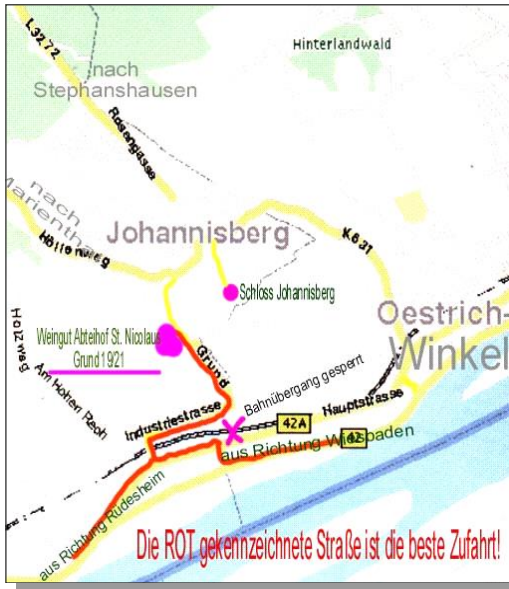 L3272
Hinterlandwald
nach
Stephanshausen
Rosengasse
nach
Marienthal
Johannisberg
K631
Höllenweg
Schloss Johannisberg
Oestrich-
Winkel
Holzweg
Weingut Abteihof St. Nicolaus
Grund 19/21
Grund
Am Hohen Rech
Bahnübergang gesperrt
Industriestrasse
Hauptstrasse
42A
42
aus Richtung Wiesbaden
aus Richtung Rüdesheim
Die ROT gekennzeichnete Straße ist die beste Zufahrt!